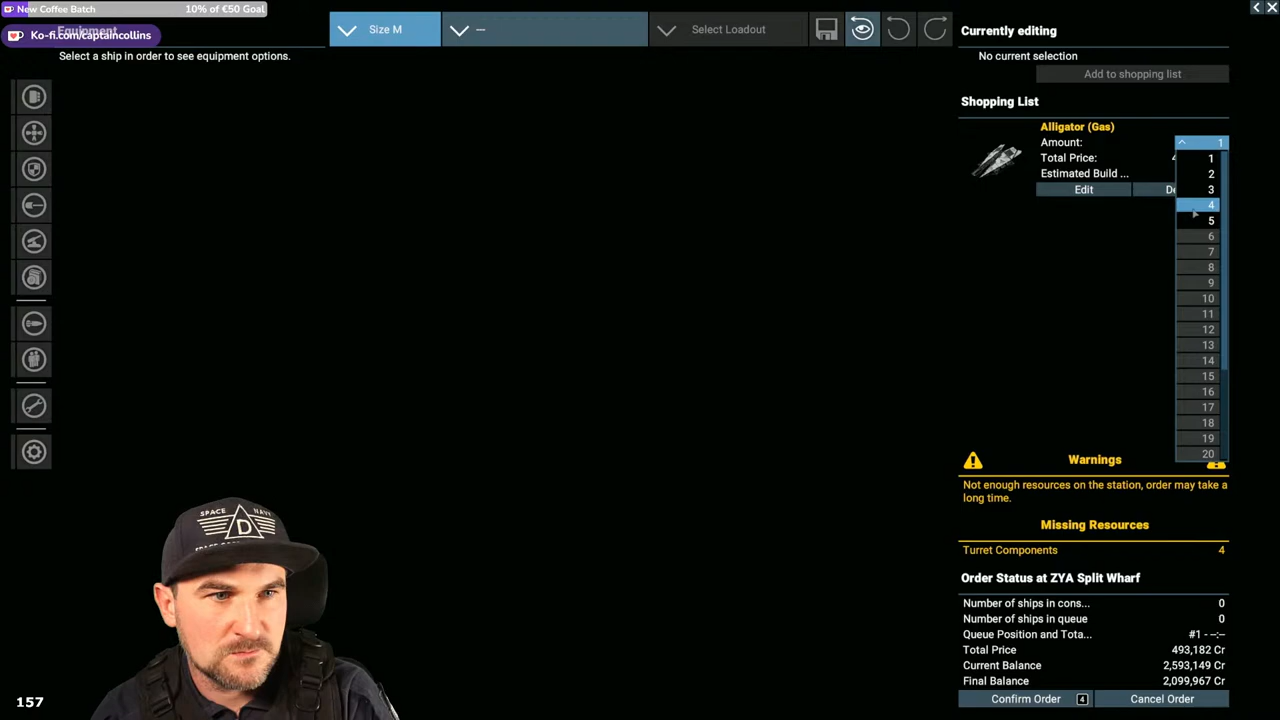 New Coffee Batch 10% of €50 Goal
Ko-fi.com/captaincollins
Size M
---
Select Loadout
Select a ship in order to see equipment options.
Currently editing
No current selection
Add to shopping list
Shopping List
Alligator (Gas)
Amount: 1
Total Price:
Estimated Build ...
Edit
1
2
3
4
5
6
7
8
9
10
11
12
13
14
15
16
17
18
19
20
Warnings
Not enough resources on the station, order may take a
long time.
Missing Resources
Turret Components 4
Order Status at ZYA Split Wharf
Number of ships in cons... 0
Number of ships in queue 0
Queue Position and Tota... #1 - --:--
Total Price 493,182 Cr
Current Balance 2,593,149 Cr
Final Balance 2,099,967 Cr
Confirm Order 4 Cancel Order
SPACE NAVY
D
157